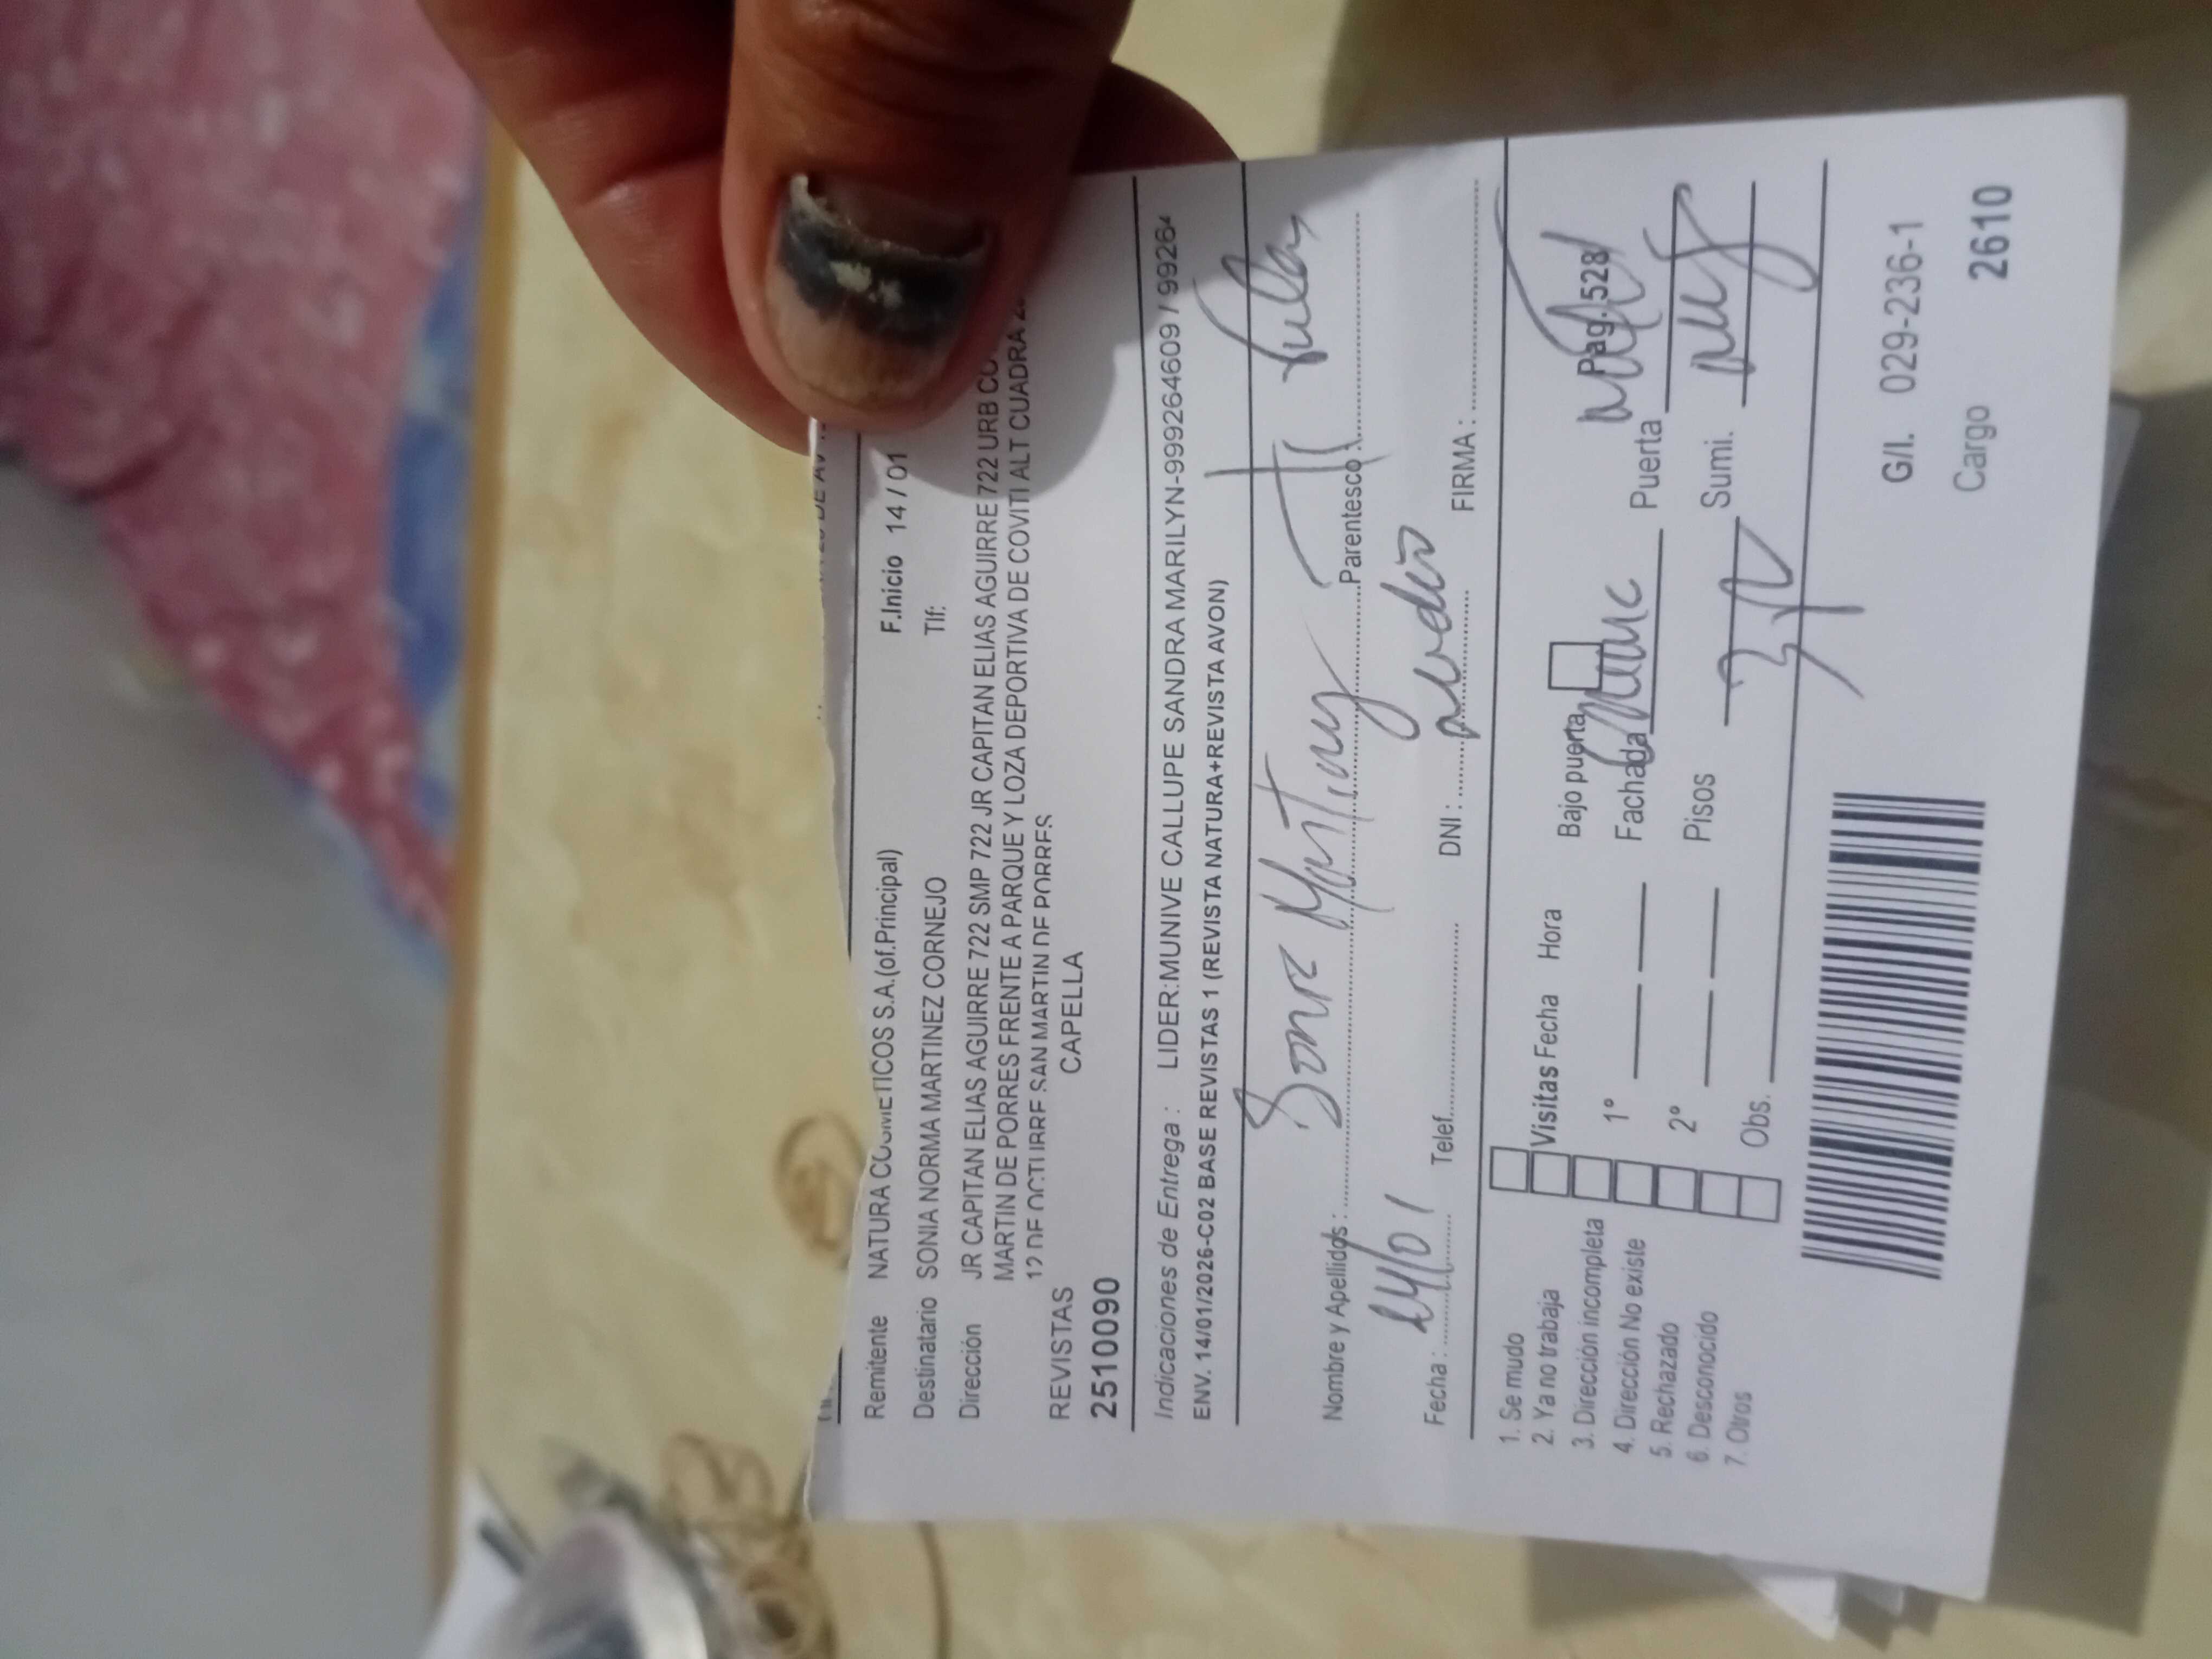 F.Inicio 14 / 01
Remitente NATURA COSMETICOS S.A.(of.Principal)
Tlf:
Destinatario SONIA NORMA MARTINEZ CORNEJO
Dirección JR CAPITAN ELIAS AGUIRRE 722 SMP 722 JR CAPITAN ELIAS AGUIRRE 722 URB
MARTIN DE PORRES FRENTE A PARQUE Y LOZA DEPORTIVA DE COVITI ALT CUADRA
12 DE OCTUBRE SAN MARTIN DE PORRES
REVISTAS CAPELLA
2510090
Indicaciones de Entrega : LIDER:MUNIVE CALLUPE SANDRA MARILYN-999264609 / 99264
ENV. 14/01/2026-C02 BASE REVISTAS 1 (REVISTA NATURA+REVISTA AVON)
Nombre y Apellidos : Martinez Parentesco :
Fecha : Telef. DNI : FIRMA :
1. Se mudo
2. Ya no trabaja
3. Dirección incompleta
4. Dirección No existe
5. Rechazado
6. Desconocido
7. Otros
Visitas Fecha Hora
1º
2º
Obs.
Bajo puerta Pag. 528
Fachada Puerta
Pisos Sumi.
G/I. 029-236-1
Cargo 2610